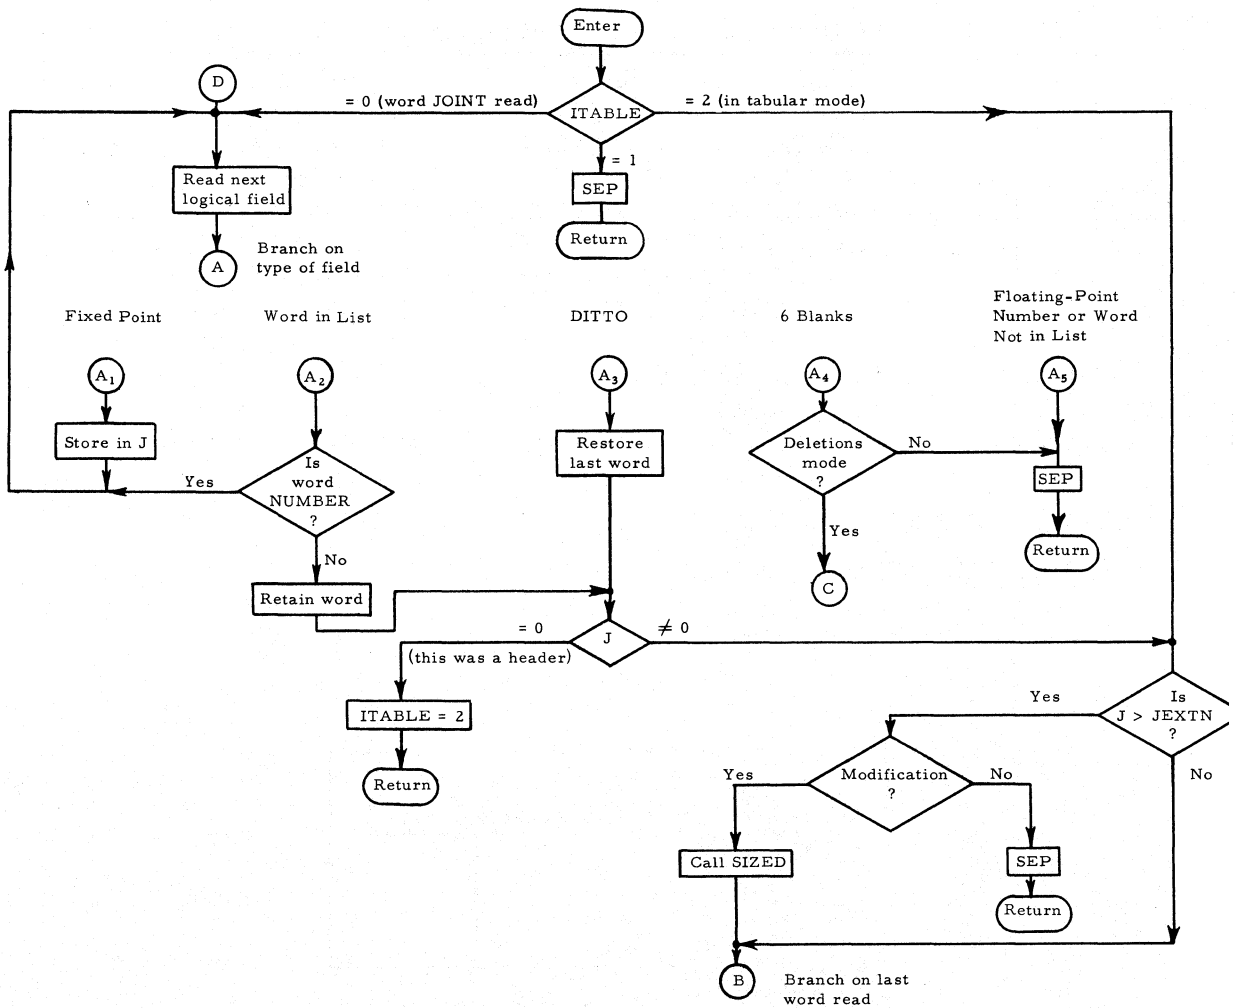 Enter
D
= 0 (word JOINT read)
ITABLE
= 2 (in tabular mode)
= 1
SEP
Return
Read next
logical field
A
Branch on
type of field
Fixed Point
Word in List
DITTO
6 Blanks
Floating-Point
Number or Word
Not in List
A1
A2
A3
A4
A5
Store in J
Is
word
NUMBER
?
Yes
No
Retain word
Restore
last word
Deletions
mode
?
No
Yes
C
SEP
Return
J
= 0
(this was a header)
≠ 0
ITABLE = 2
Return
Is
J > JEXTN
?
Yes
No
Modification
?
Yes
No
Call SIZED
SEP
Return
B
Branch on last
word read